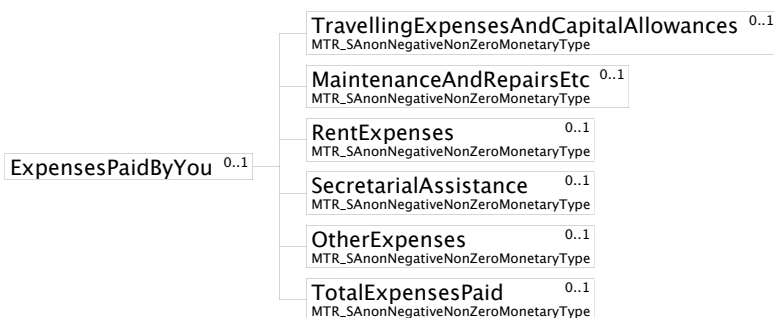 TravellingExpensesAndCapitalAllowances 0..1
MTR_SAnonNegativeNonZeroMonetaryType
MaintenanceAndRepairsEtc 0..1
MTR_SAnonNegativeNonZeroMonetaryType
RentExpenses 0..1
MTR_SAnonNegativeNonZeroMonetaryType
ExpensesPaidByYou 0..1
SecretarialAssistance 0..1
MTR_SAnonNegativeNonZeroMonetaryType
OtherExpenses 0..1
MTR_SAnonNegativeNonZeroMonetaryType
TotalExpensesPaid 0..1
MTR_SAnonNegativeNonZeroMonetaryType